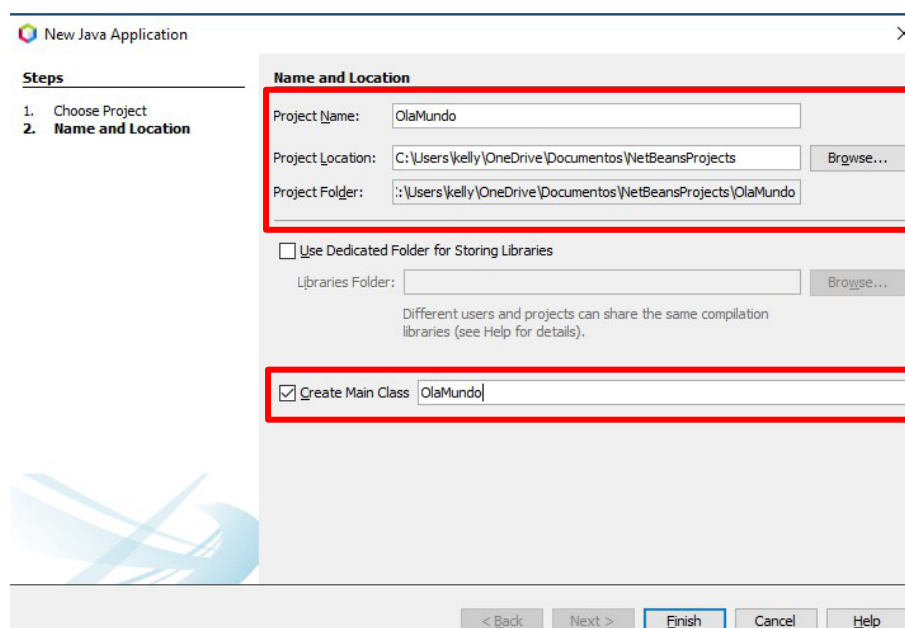 New Java Application
Steps
1. Choose Project
2. Name and Location
Name and Location
Project Name: OlaMundo
Project Location: C:\Users\kelly\OneDrive\Documentos\NetBeansProjects Browse...
Project Folder: :\Users\kelly\OneDrive\Documentos\NetBeansProjects\OlaMundo
Use Dedicated Folder for Storing Libraries
Libraries Folder: Browse...
Different users and projects can share the same compilation
libraries (see Help for details).
Create Main Class OlaMundo
< Back Next > Finish Cancel Help